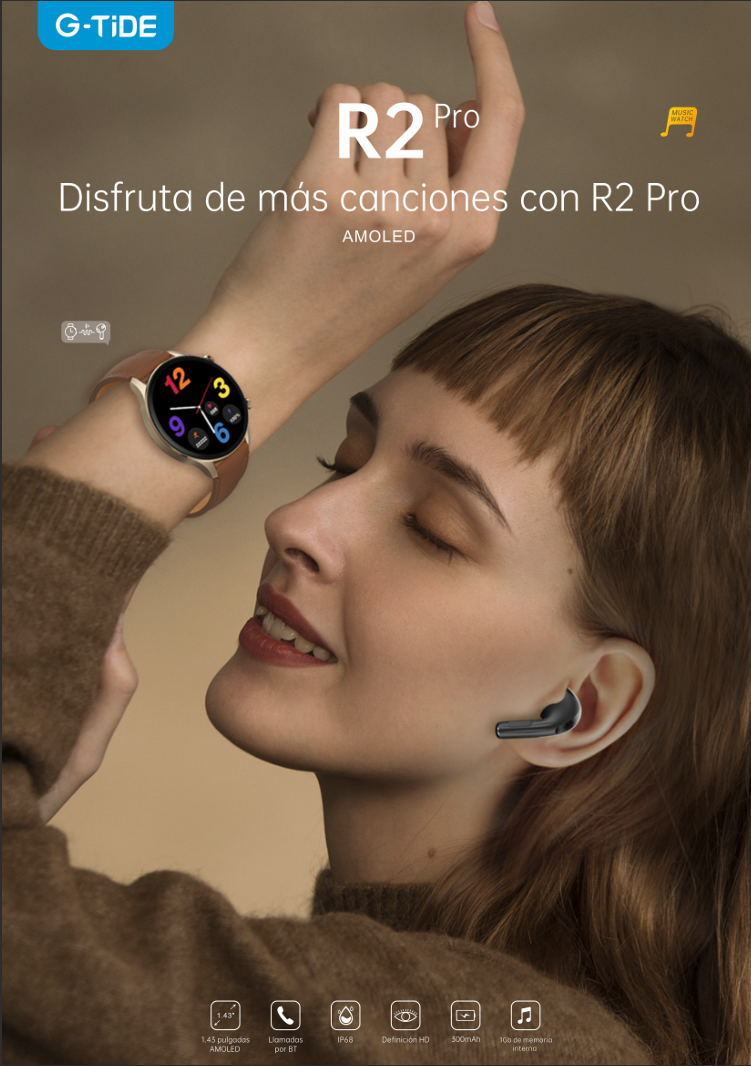 G-TiDE
R2 Pro
MUSIC
WATCH
Disfruta de más canciones con R2 Pro
AMOLED
12
3
9
6
1.43"
1.43 pulgadas
AMOLED
Llamadas
por BT
IP68
Definición HD
300mAh
1Gb de memoria
interna